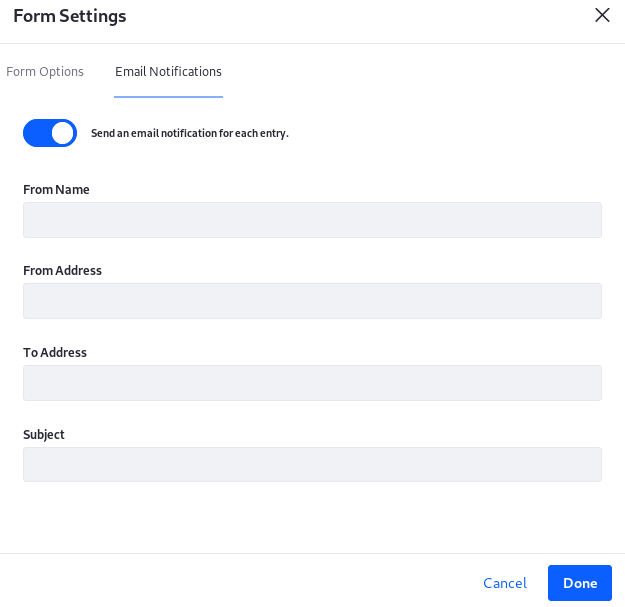 Form Settings
Form Options
Email Notifications
Send an email notification for each entry.
From Name
From Address
To Address
Subject
Cancel
Done